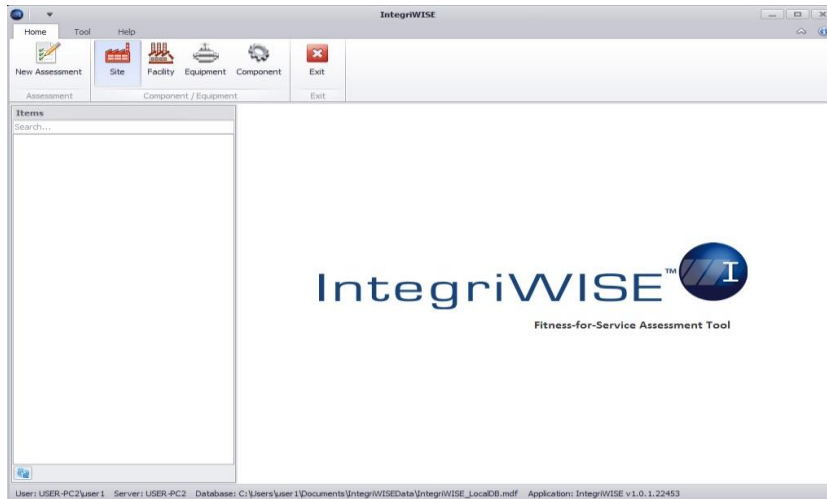 IntegriWISE
Home Tool Help
New Assessment Site Facility Equipment Component Exit
Assessment Component / Equipment Exit
Items
Search...
IntegriWISE™ I
Fitness-for-Service Assessment Tool
User: USER-PC2\user1 Server: USER-PC2 Database: C:\Users\user1\Documents\IntegriWISEData\IntegriWISE_LocalDB.mdf Application: IntegriWISE v1.0.1.22453